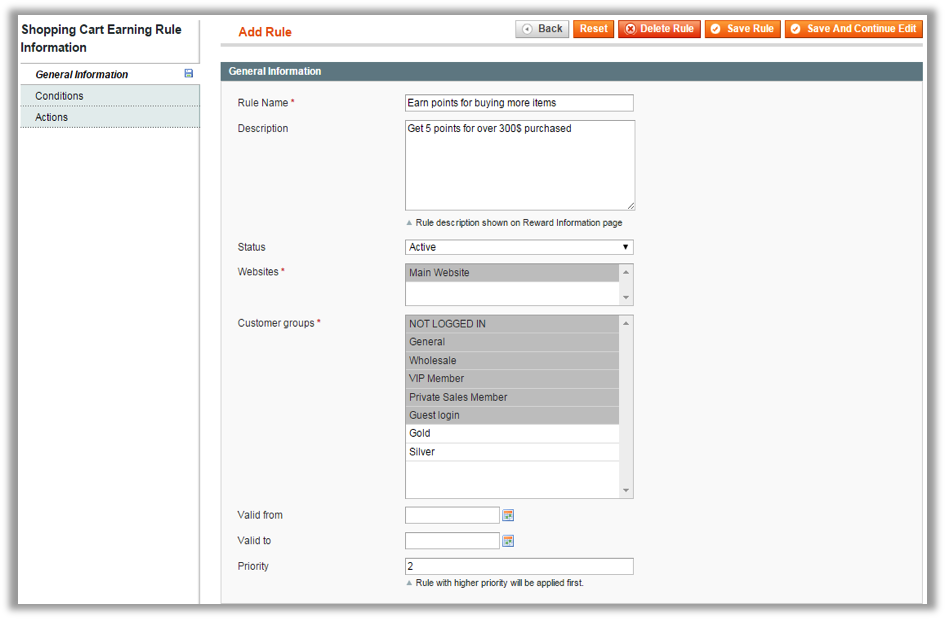 Shopping Cart Earning Rule
Information
General Information
Conditions
Actions
Add Rule
Back
Reset
Delete Rule
Save Rule
Save And Continue Edit
General Information
Rule Name *
Earn points for buying more items
Description
Get 5 points for over 300$ purchased
Rule description shown on Reward Information page
Status
Active
Websites *
Main Website
Customer groups *
NOT LOGGED IN
General
Wholesale
VIP Member
Private Sales Member
Guest login
Gold
Silver
Valid from
Valid to
Priority
2
Rule with higher priority will be applied first.